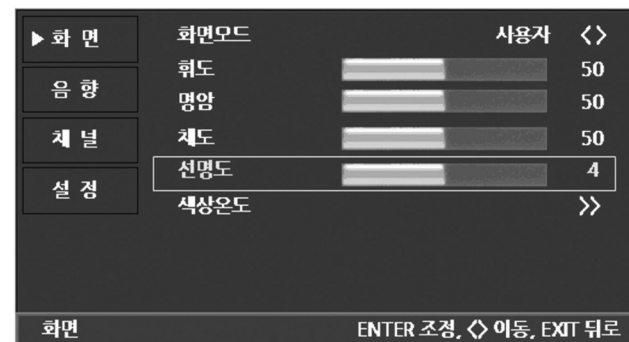 ▶화 면
음 향
채 널
설 정
화면모드 사용자 <>
휘도 50
명암 50
채도 50
선명도 4
색상온도 >>
화면 ENTER 조정, <> 이동, EXIT 뒤로